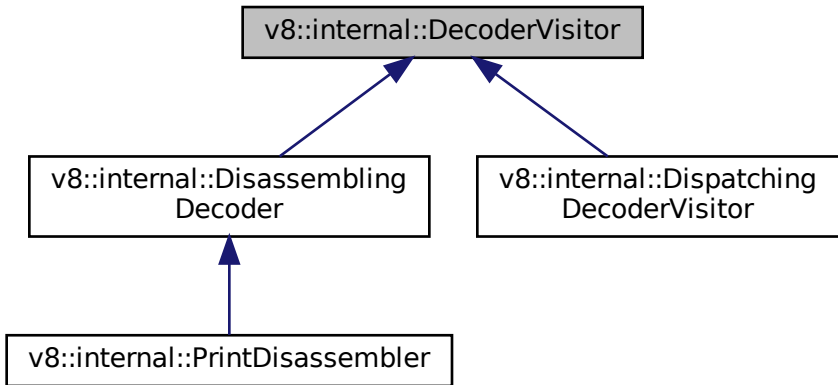 v8::internal::DecoderVisitor
v8::internal::Disassembling
Decoder
v8::internal::Dispatching
DecoderVisitor
v8::internal::PrintDisassembler